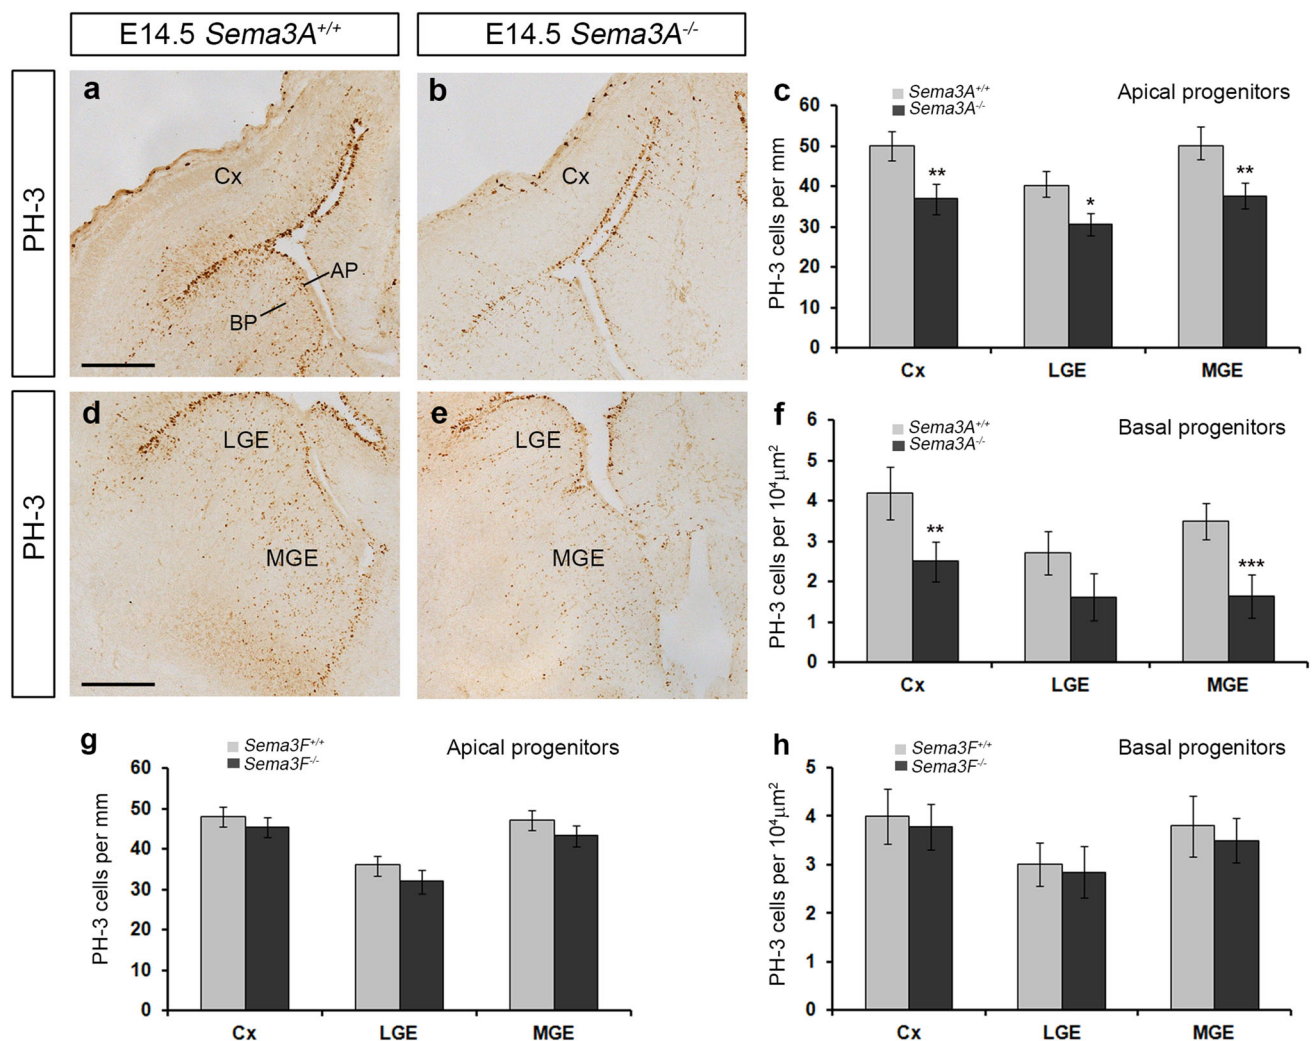 E14.5 Sema3A+/+
E14.5 Sema3A-/-
PH-3
a
Cx
AP
BP
b
Cx
c
Sema3A+/+
Sema3A-/-
Apical progenitors
PH-3 cells per mm
60
50
40
30
20
10
0
**
*
**
Cx LGE MGE
PH-3
d
LGE
MGE
e
LGE
MGE
f
Sema3A+/+
Sema3A-/-
Basal progenitors
PH-3 cells per 10⁴μm²
6
5
4
3
2
1
0
**
***
Cx LGE MGE
g
Sema3F+/+
Sema3F-/-
Apical progenitors
PH-3 cells per mm
60
50
40
30
20
10
0
Cx LGE MGE
h
Sema3F+/+
Sema3F-/-
Basal progenitors
PH-3 cells per 10⁴μm²
5
4
3
2
1
0
Cx LGE MGE